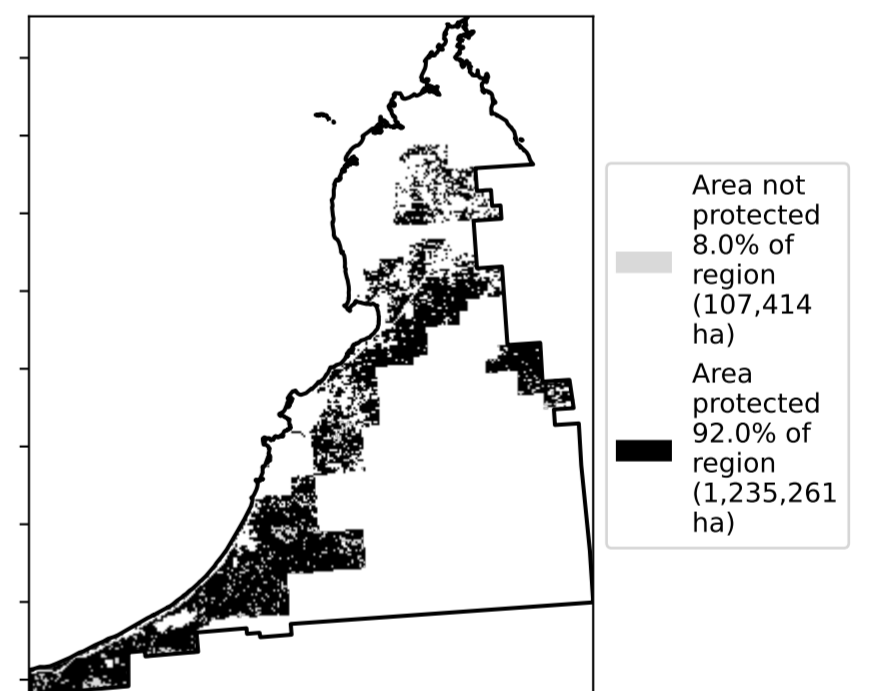 Area not
protected
8.0% of
region
(107,414
ha)
Area
protected
92.0% of
region
(1,235,261
ha)